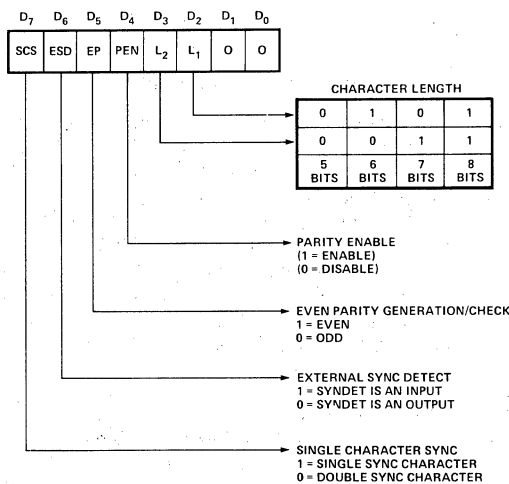 D7 D6 D5 D4 D3 D2 D1 D0
SCS ESD EP PEN L2 L1 0 0
CHARACTER LENGTH
0 1 0 1
0 0 1 1
5 BITS 6 BITS 7 BITS 8 BITS
PARITY ENABLE
(1 = ENABLE)
(0 = DISABLE)
EVEN PARITY GENERATION/CHECK
1 = EVEN
0 = ODD
EXTERNAL SYNC DETECT
1 = SYNDET IS AN INPUT
0 = SYNDET IS AN OUTPUT
SINGLE CHARACTER SYNC
1 = SINGLE SYNC CHARACTER
0 = DOUBLE SYNC CHARACTER